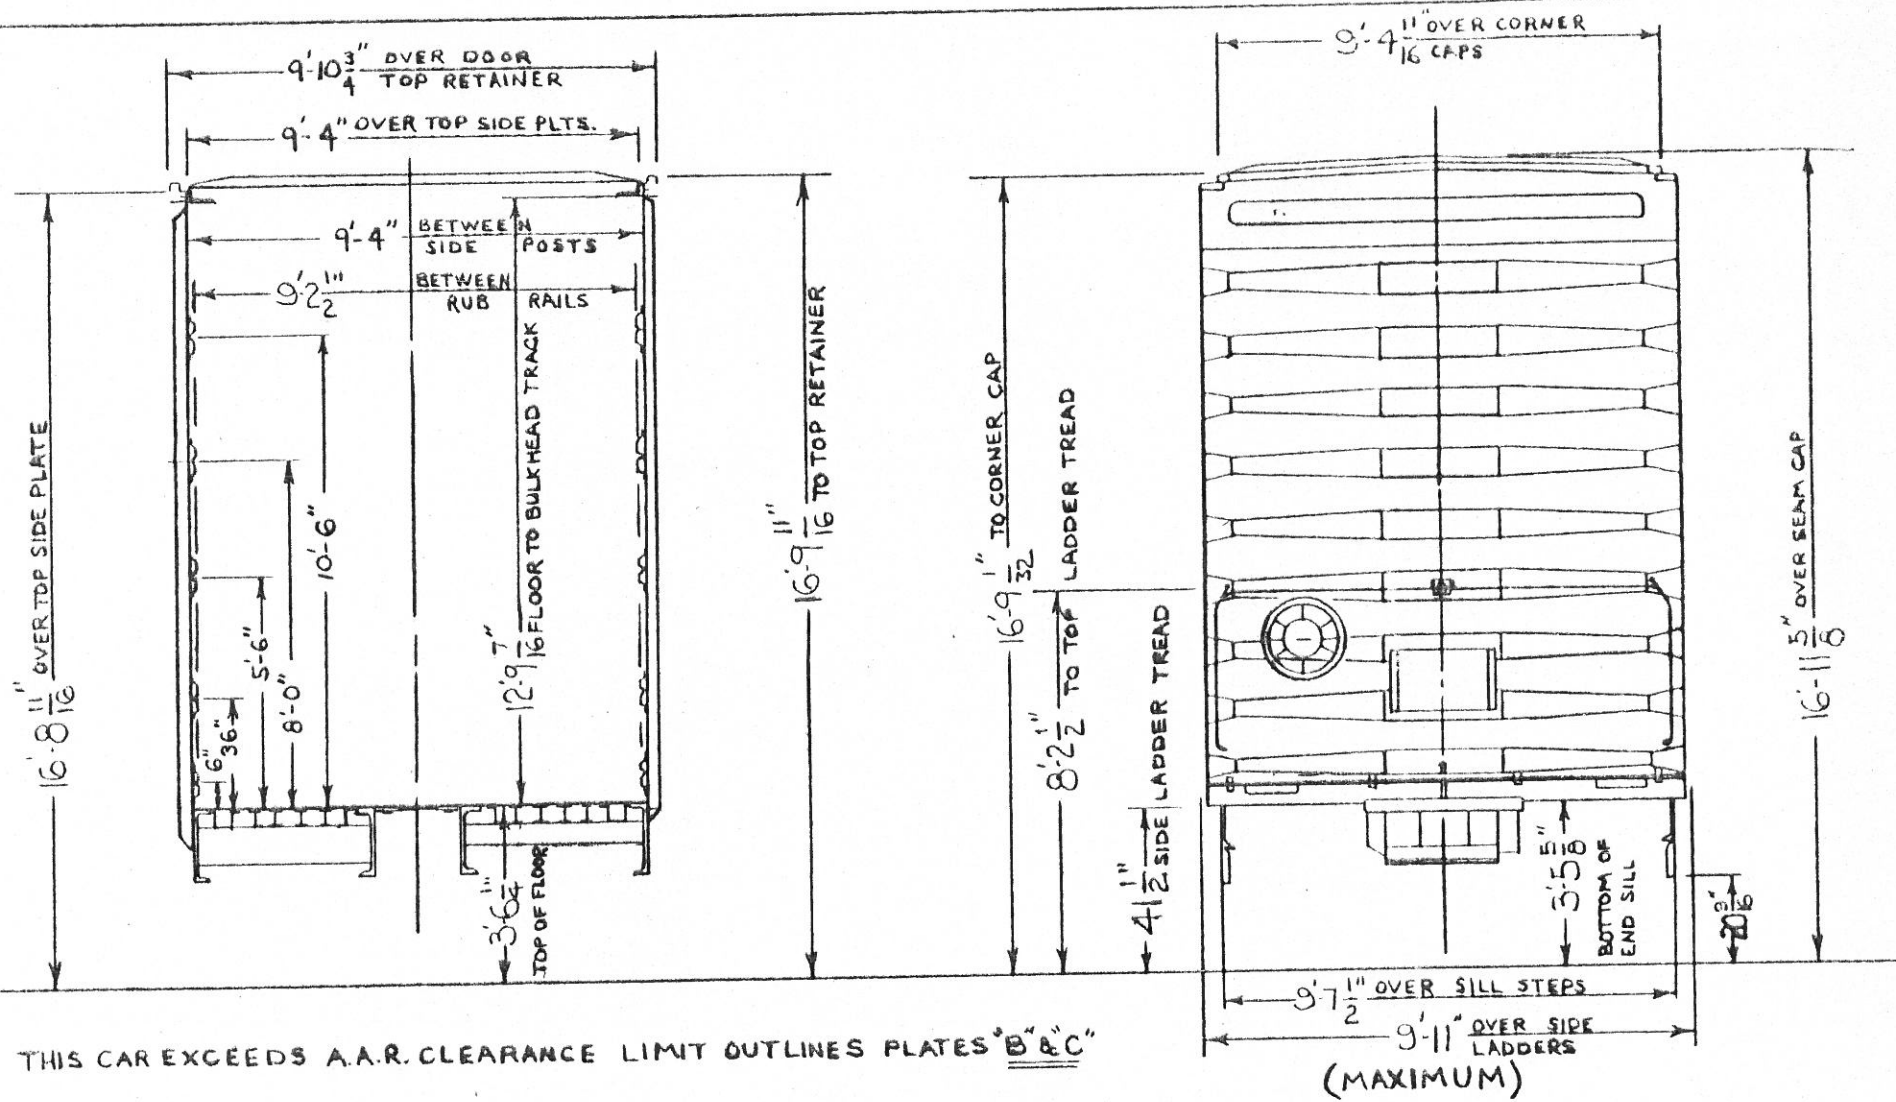 9'-10 3/4" OVER DOOR
TOP RETAINER
9'-4" OVER TOP SIDE PLTS.
9'-4" BETWEEN
SIDE POSTS
9'-2 1/2" BETWEEN
RUB RAILS
16'-8 11/16" OVER TOP SIDE PLATE
6"
36"
5'-6"
8'-0"
10'-6"
12'-9 7/16 FLOOR TO BULKHEAD TRACK
3'-6 1/4"
TOP OF FLOOR
16'-9 11/16" TO TOP RETAINER
9'-4 11/16" OVER CORNER
CAPS
16'-9 1/32" TO CORNER CAP
8'-2 1/2" TO TOP LADDER TREAD
41 1/2" SIDE LADDER TREAD
3'-5 5/8"
BOTTOM OF
END SILL
20 3/16"
16'-11 5/8" OVER SEAM CAP
9'-7 1/2" OVER SILL STEPS
9'-11" OVER SIDE
LADDERS
(MAXIMUM)
THIS CAR EXCEEDS A.A.R. CLEARANCE LIMIT OUTLINES PLATES "B" & "C"